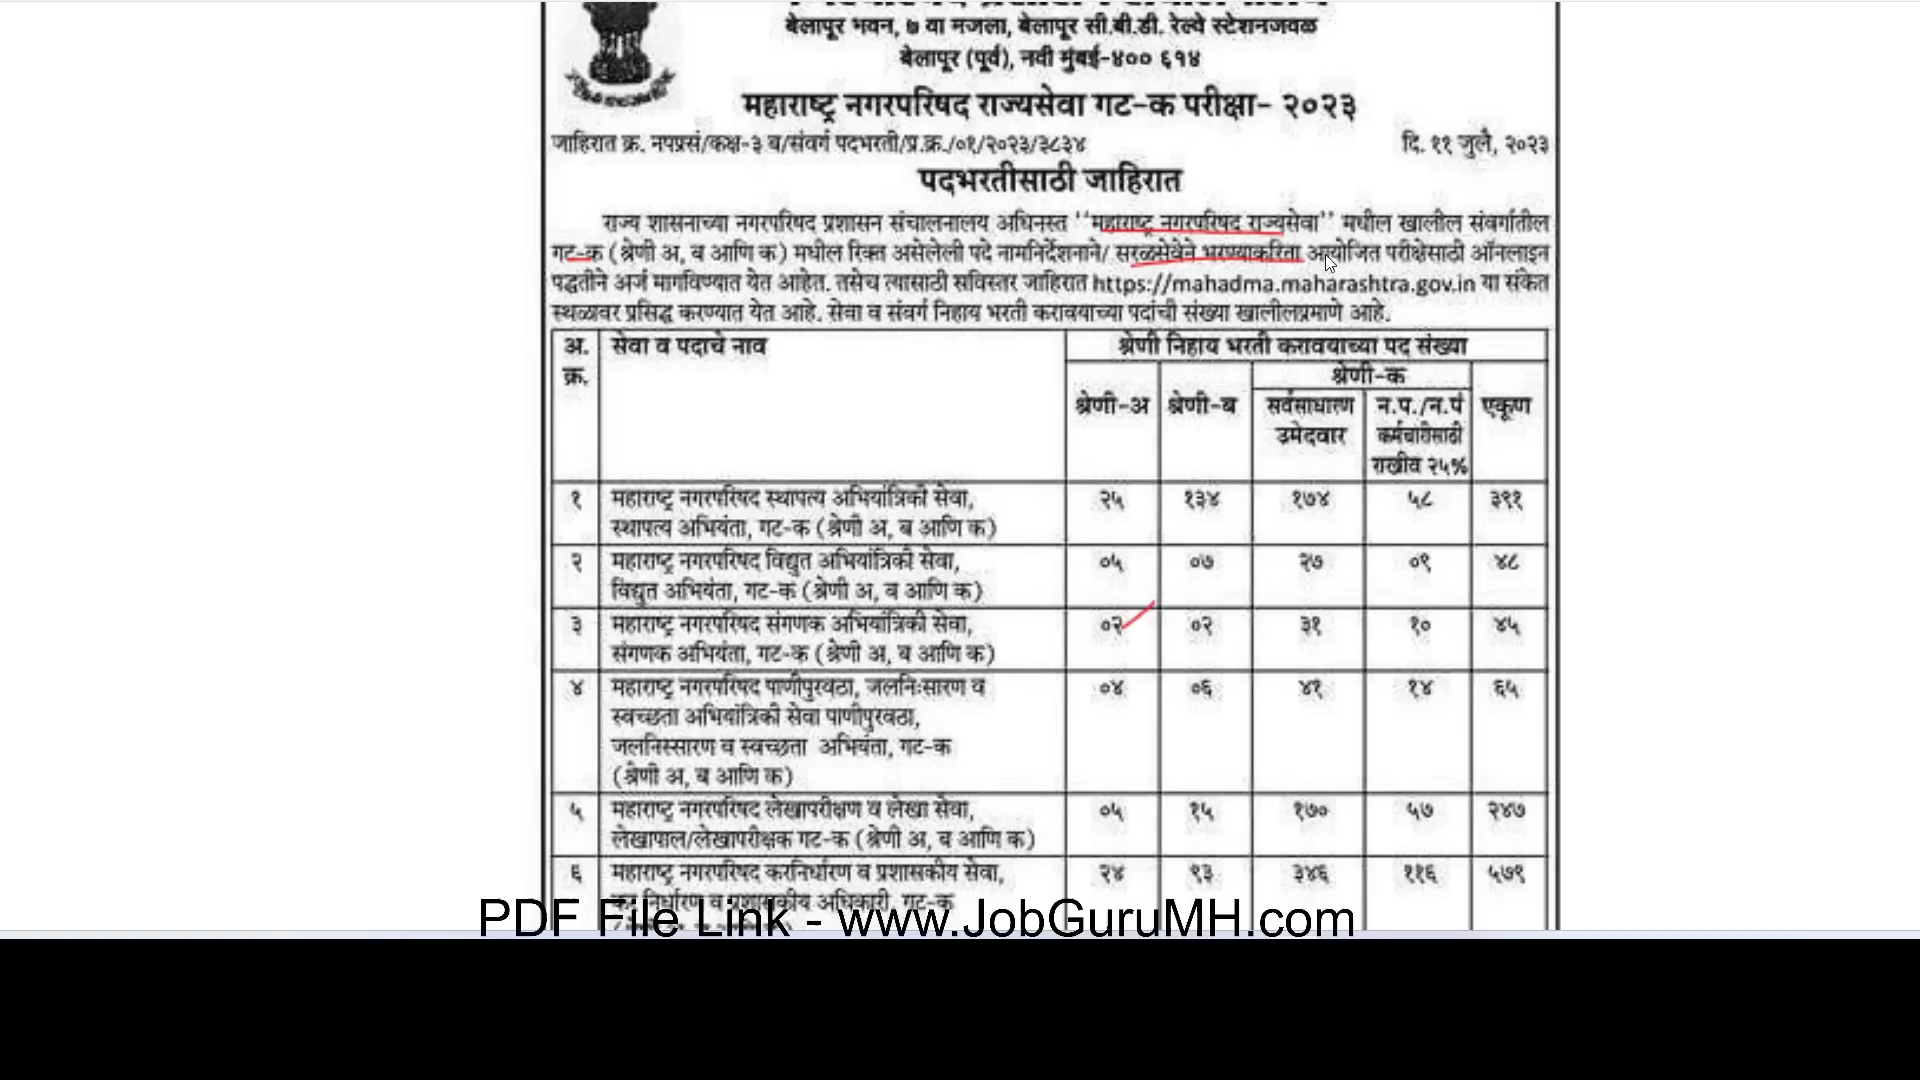 बेलापूर भवन, ७ वा मजला, बेलापूर सी.बी.डी. रेल्वे स्टेशनजवळ
बेलापूर (पूर्व), नवी मुंबई-४०० ६१४
महाराष्ट्र नगरपरिषद राज्यसेवा गट-क परीक्षा- २०२३
जाहिरात क्र. नपप्रसं/कक्ष-३ ब/संवर्ग पदभरती/प्र.क्र./०१/२०२३/३८३४ दि. ११ जुलै, २०२३
पदभरतीसाठी जाहिरात
राज्य शासनाच्या नगरपरिषद प्रशासन संचालनालय अधिनस्त ''महाराष्ट्र नगरपरिषद राज्यसेवा'' मधील खालील संवर्गातील
गट-क (श्रेणी अ, ब आणि क) मधील रिक्त असेलेली पदे नामनिर्देशनाने/ सरळसेवेने भरण्याकरिता आयोजित परीक्षेसाठी ऑनलाइन
पद्धतीने अर्ज मागविण्यात येत आहेत. तसेच त्यासाठी सविस्तर जाहिरात https://mahadma.maharashtra.gov.in या संकेत
स्थळावर प्रसिद्ध करण्यात येत आहे. सेवा व संवर्ग निहाय भरती करावयाच्या पदांची संख्या खालीलप्रमाणे आहे.
अ. क्र. सेवा व पदाचे नाव श्रेणी निहाय भरती करावयाच्या पद संख्या
श्रेणी-अ श्रेणी-ब श्रेणी-क एकूण
सर्वसाधारण उमेदवार न.प./न.पं कर्मचारीसाठी राखीव २५%
१ महाराष्ट्र नगरपरिषद स्थापत्य अभियांत्रिकी सेवा, २५ १३४ १७४ ५८ ३९१
स्थापत्य अभियंता, गट-क (श्रेणी अ, ब आणि क)
२ महाराष्ट्र नगरपरिषद विद्युत अभियांत्रिकी सेवा, ०५ ०७ २७ ०९ ४८
विद्युत अभियंता, गट-क (श्रेणी अ, ब आणि क)
३ महाराष्ट्र नगरपरिषद संगणक अभियांत्रिकी सेवा, ०२ ०२ ३१ १० ४५
संगणक अभियंता, गट-क (श्रेणी अ, ब आणि क)
४ महाराष्ट्र नगरपरिषद पाणीपुरवठा, जलनिःसारण व ०४ ०६ ४१ १४ ६५
स्वच्छता अभियांत्रिकी सेवा पाणीपुरवठा,
जलनिस्सारण व स्वच्छता अभियंता, गट-क
(श्रेणी अ, ब आणि क)
५ महाराष्ट्र नगरपरिषद लेखापरीक्षण व लेखा सेवा, ०५ १५ १७० ५७ २४७
लेखापाल/लेखापरीक्षक गट-क (श्रेणी अ, ब आणि क)
६ महाराष्ट्र नगरपरिषद करनिर्धारण व प्रशासकीय सेवा, २४ ९३ ३४६ ११६ ५७९
कर निर्धारण व प्रशासकीय अधिकारी, गट-क
PDF File Link - www.JobGuruMH.com